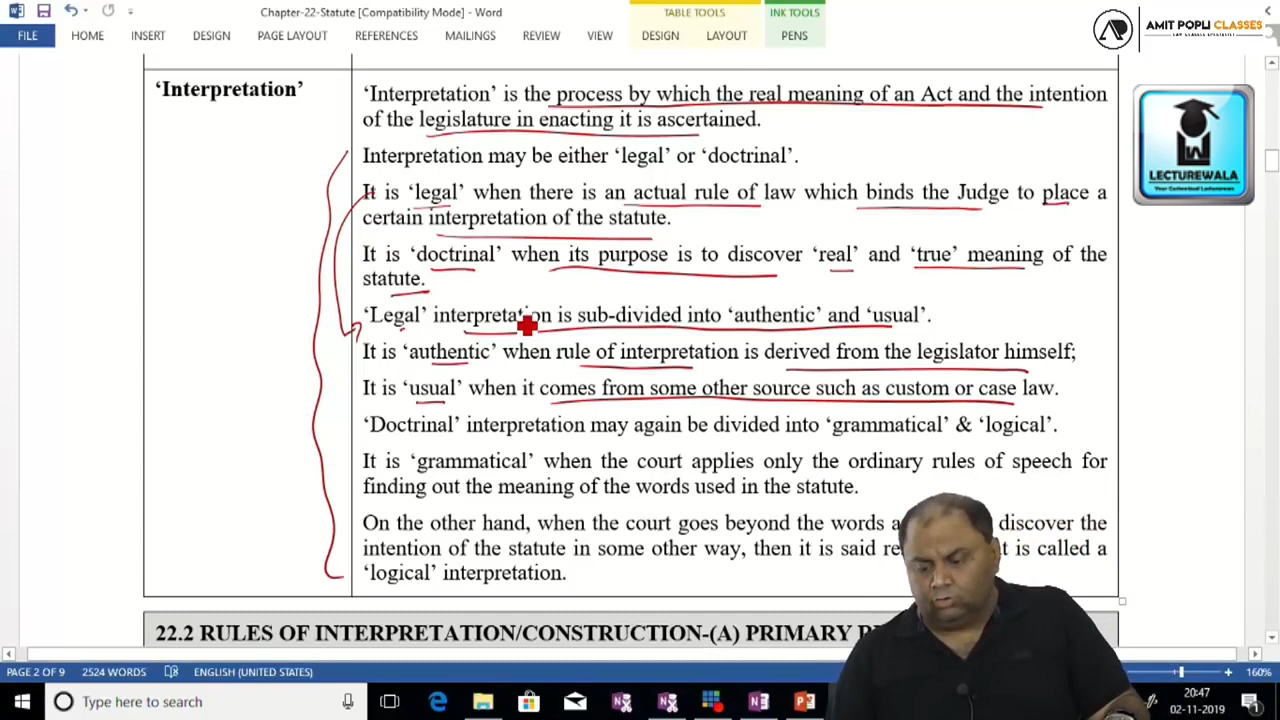 Chapter-22-Statute [Compatibility Mode] - Word
TABLE TOOLS
INK TOOLS
FILE HOME INSERT DESIGN PAGE LAYOUT REFERENCES MAILINGS REVIEW VIEW DESIGN LAYOUT PENS
AMIT POPLI CLASSES
‘Interpretation’
‘Interpretation’ is the process by which the real meaning of an Act and the intention
of the legislature in enacting it is ascertained.
Interpretation may be either ‘legal’ or ‘doctrinal’.
It is ‘legal’ when there is an actual rule of law which binds the Judge to place a
certain interpretation of the statute.
It is ‘doctrinal’ when its purpose is to discover ‘real’ and ‘true’ meaning of the
statute.
‘Legal’ interpretation is sub-divided into ‘authentic’ and ‘usual’.
It is ‘authentic’ when rule of interpretation is derived from the legislator himself;
It is ‘usual’ when it comes from some other source such as custom or case law.
‘Doctrinal’ interpretation may again be divided into ‘grammatical’ & ‘logical’.
It is ‘grammatical’ when the court applies only the ordinary rules of speech for
finding out the meaning of the words used in the statute.
On the other hand, when the court goes beyond the words discover the
intention of the statute in some other way, then it is said is called a
‘logical’ interpretation.
LECTUREWALA
Your Customized Lecturewala
22.2 RULES OF INTERPRETATION/CONSTRUCTION-(A) PRIMARY
PAGE 2 OF 9 2524 WORDS ENGLISH (UNITED STATES) 160%
Type here to search
20:47
02-11-2019